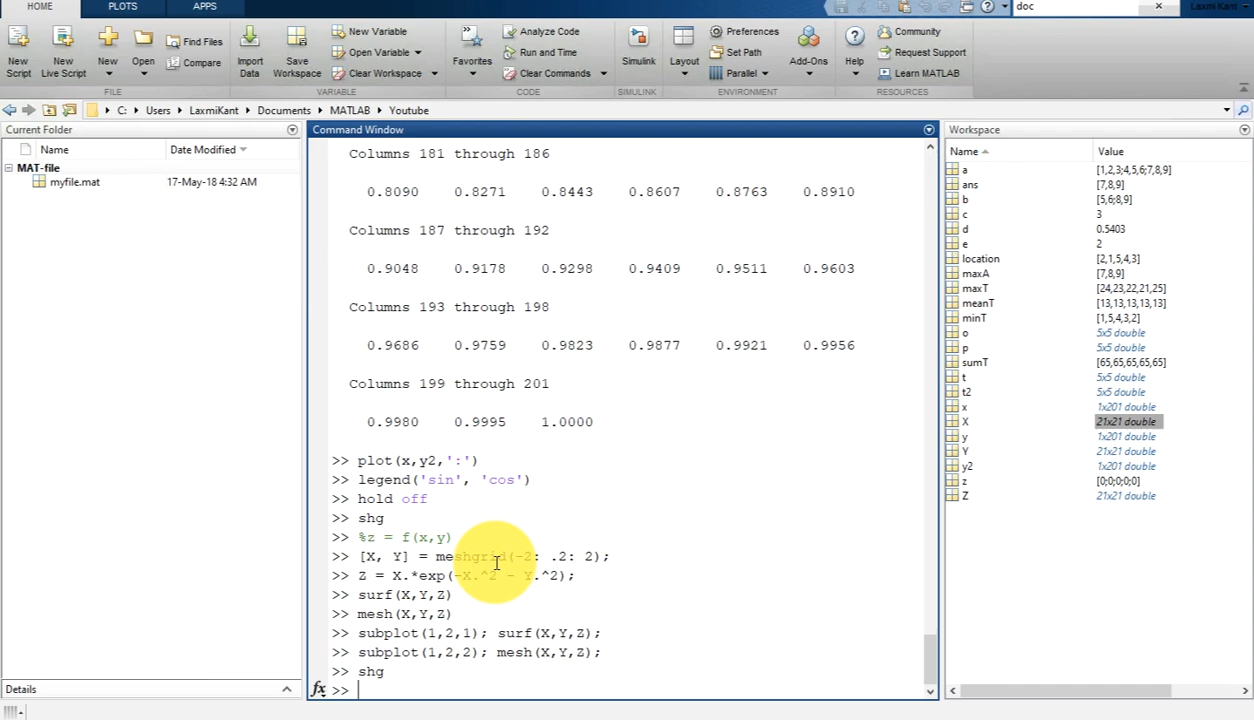 HOME PLOTS APPS doc Laxmi Kant
New Script
New Live Script
New
Open
Find Files
Compare
Import Data
Save Workspace
New Variable
Open Variable
Clear Workspace
Favorites
Analyze Code
Run and Time
Clear Commands
Simulink
Layout
Preferences
Set Path
Parallel
Add-Ons
Help
Community
Request Support
Learn MATLAB
FILE VARIABLE CODE SIMULINK ENVIRONMENT RESOURCES
C: Users LaxmiKant Documents MATLAB Youtube
Current Folder
Name Date Modified
MAT-file
myfile.mat 17-May-18 4:32 AM
Details
Command Window
Columns 181 through 186
0.8090 0.8271 0.8443 0.8607 0.8763 0.8910
Columns 187 through 192
0.9048 0.9178 0.9298 0.9409 0.9511 0.9603
Columns 193 through 198
0.9686 0.9759 0.9823 0.9877 0.9921 0.9956
Columns 199 through 201
0.9980 0.9995 1.0000
>> plot(x,y2,':')
>> legend('sin', 'cos')
>> hold off
>> shg
>> %z = f(x,y)
>> [X, Y] = meshgrid(-2: .2: 2);
>> Z = X.*exp(-X.^2 - Y.^2);
>> surf(X,Y,Z)
>> mesh(X,Y,Z)
>> subplot(1,2,1); surf(X,Y,Z);
>> subplot(1,2,2); mesh(X,Y,Z);
>> shg
fx >>
Workspace
Name Value
a [1,2,3;4,5,6;7,8,9]
ans [7,8,9]
b [5,6;8,9]
c 3
d 0.5403
e 2
location [2,1,5,4,3]
maxA [7,8,9]
maxT [24,23,22,21,25]
meanT [13,13,13,13,13]
minT [1,5,4,3,2]
o 5x5 double
p 5x5 double
sumT [65,65,65,65,65]
t 5x5 double
t2 5x5 double
x 1x201 double
X 21x21 double
y 1x201 double
Y 21x21 double
y2 1x201 double
z [0;0;0;0;0]
Z 21x21 double